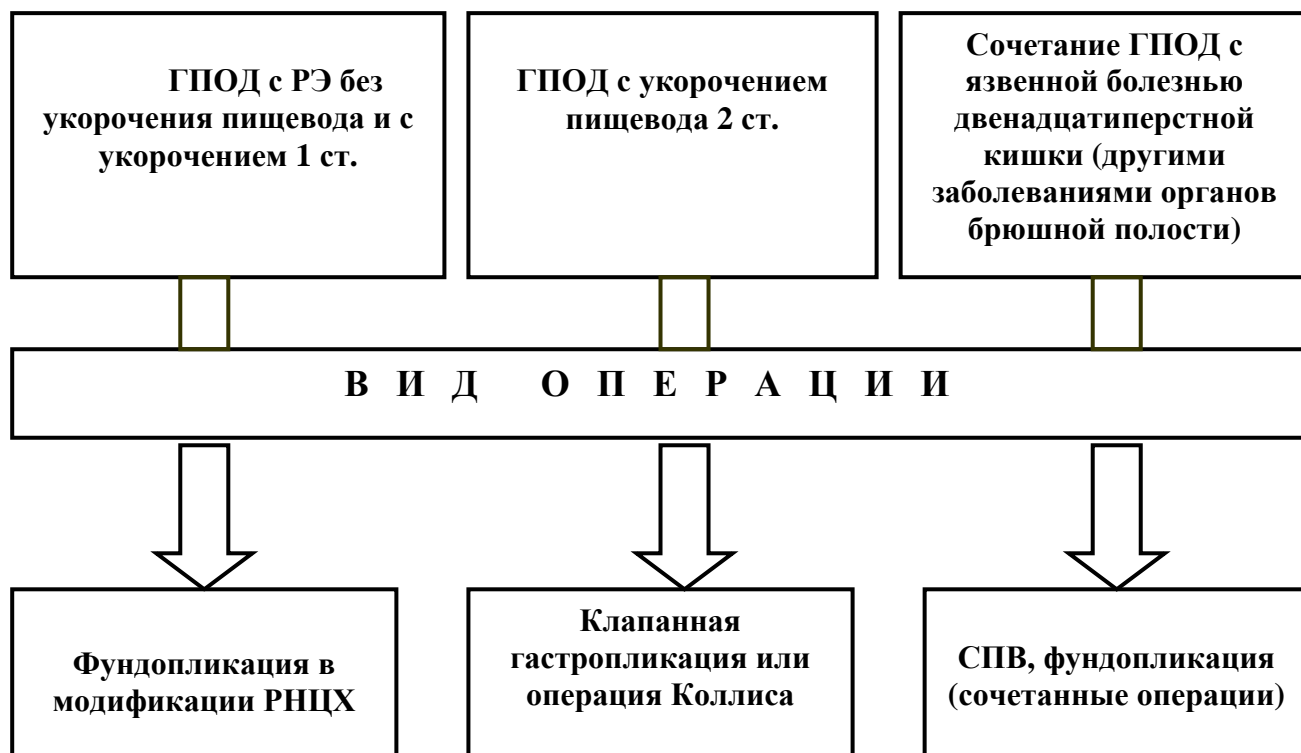 ГПОД с РЭ без
укорочения пищевода и с
укорочением 1 ст.
ГПОД с укорочением
пищевода 2 ст.
Сочетание ГПОД с
язвенной болезнью
двенадцатиперстной
кишки (другими
заболеваниями органов
брюшной полости)
В И Д О П Е Р А Ц И И
Фундопликация в
модификации РНЦХ
Клапанная
гастропликация или
операция Коллиса
СПВ, фундопликация
(сочетанные операции)